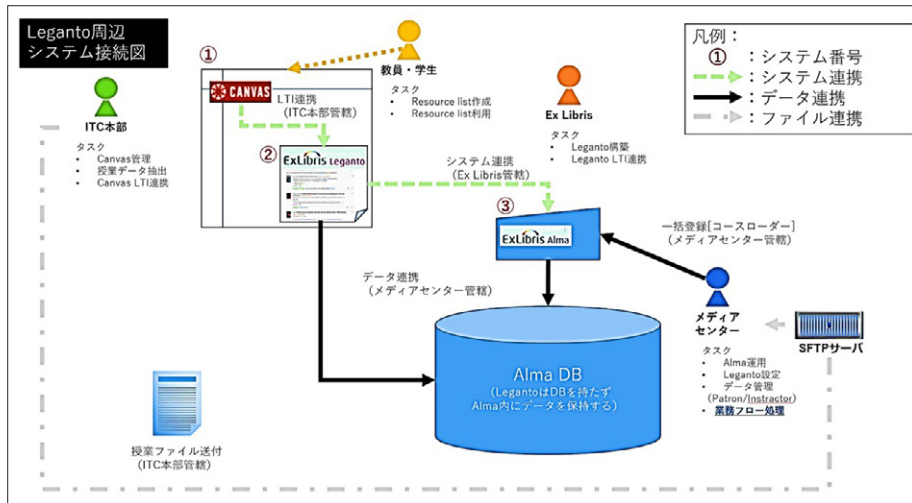 Leganto周辺
システム接続図
凡例：
①：システム番号
：システム連携
：データ連携
：ファイル連携
①
教員・学生
タスク
• Resource list作成
• Resource list利用
Ex Libris
タスク
• Leganto構築
• Leganto LTI連携
ITC本部
タスク
• Canvas管理
• 授業データ抽出
• Canvas LTI連携
CANVAS
LTI連携
(ITC本部管轄)
②
ExLibris Leganto
システム連携
(Ex Libris管轄)
③
ExLibris Alma
一括登録[コースローダー]
(メディアセンター管轄)
データ連携
(メディアセンター管轄)
メディア
センター
タスク
• Alma運用
• Leganto設定
• データ管理
(Patron/Instractor)
• 業務フロー処理
SFTPサーバ
Alma DB
(LegantoはDBを持たず
Alma内にデータを保持する)
授業ファイル送付
(ITC本部管轄)